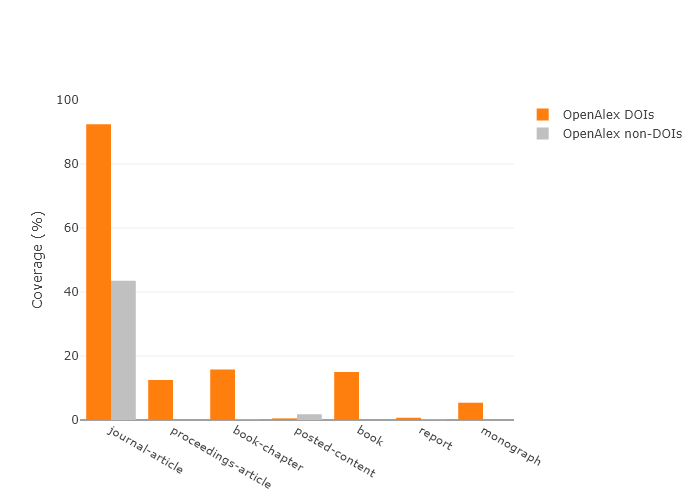 100
80
60
40
20
0
Coverage (%)
OpenAlex DOIs
OpenAlex non-DOIs
journal-article
proceedings-article
book-chapter
posted-content
book
report
monograph